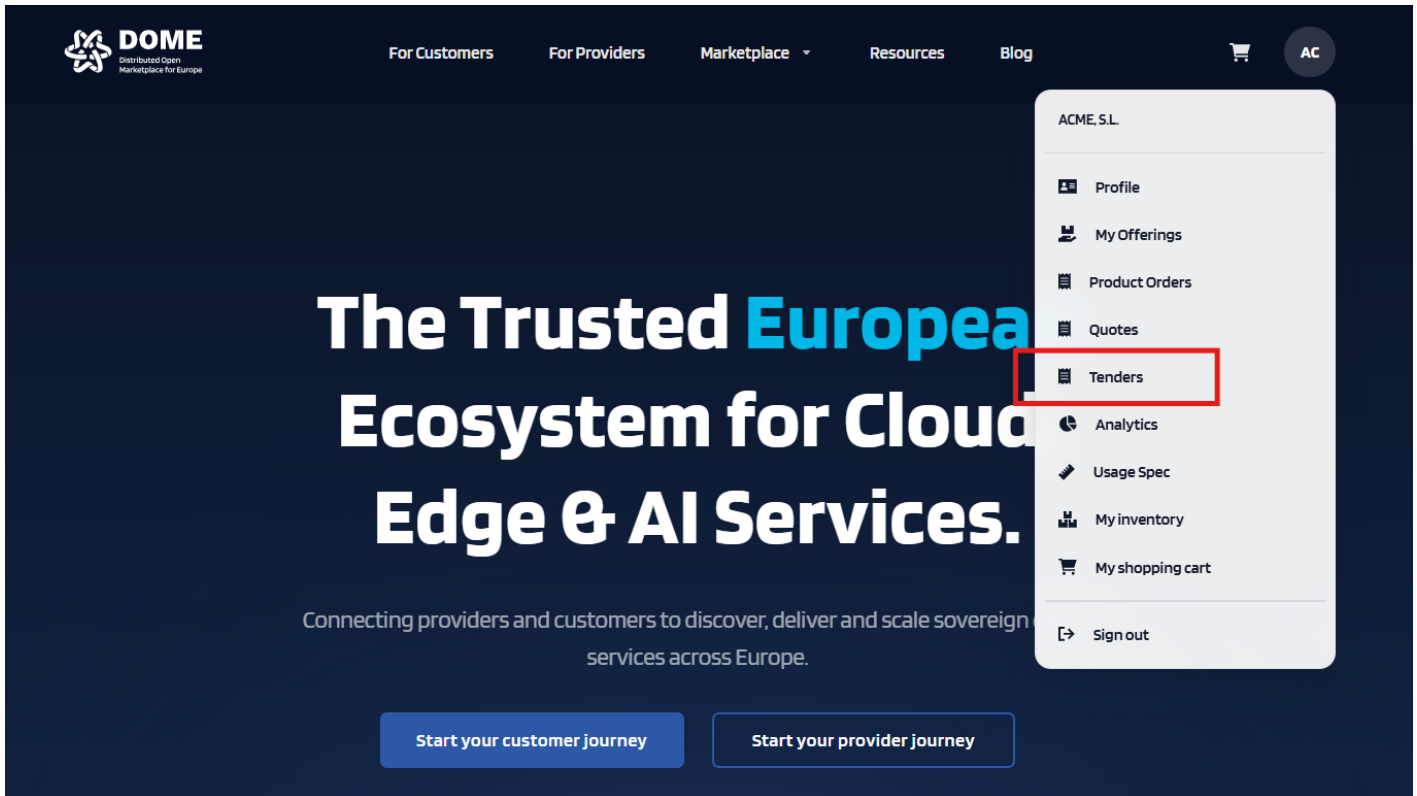 DOME
Distributed Open
Marketplace for Europe
For Customers
For Providers
Marketplace
Resources
Blog
AC
ACME, S.L.
Profile
My Offerings
Product Orders
Quotes
Tenders
Analytics
Usage Spec
My inventory
My shopping cart
Sign out
The Trusted Europea
Ecosystem for Cloud
Edge & AI Services.
Connecting providers and customers to discover, deliver and scale sovereign
services across Europe.
Start your customer journey
Start your provider journey